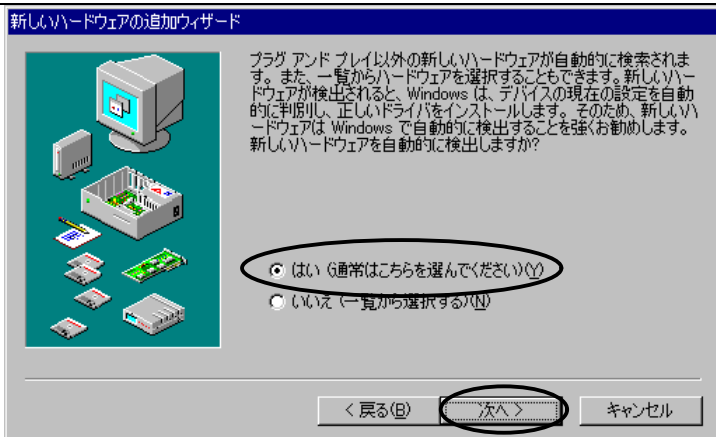 新しいハードウェアの追加ウィザード
プラグ アンド プレイ以外の新しいハードウェアが自動的に検索されま
す。また、一覧からハードウェアを選択することもできます。新しいハー
ドウェアが検出されると、Windows は、デバイスの現在の設定を自動
的に判別し、正しいドライバをインストールします。そのため、新しいハ
ードウェアは Windows で自動的に検出することを強くお勧めします。
新しいハードウェアを自動的に検出しますか?
はい (通常はこちらを選んでください)(Y)
いいえ (一覧から選択する)(N)
< 戻る(B)
次へ >
キャンセル